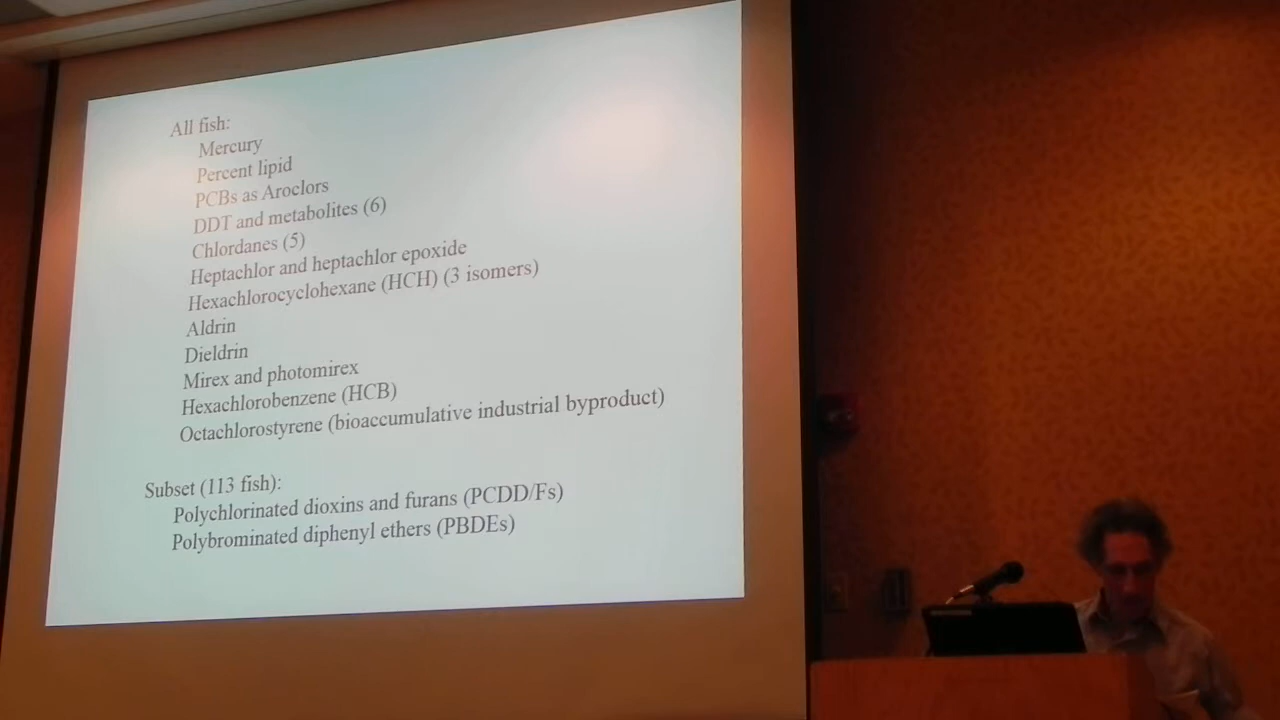 All fish:
Mercury
Percent lipid
PCBs as Aroclors
DDT and metabolites (6)
Chlordanes (5)
Heptachlor and heptachlor epoxide
Hexachlorocyclohexane (HCH) (3 isomers)
Aldrin
Dieldrin
Mirex and photomirex
Hexachlorobenzene (HCB)
Octachlorostyrene (bioaccumulative industrial byproduct)
Subset (113 fish):
Polychlorinated dioxins and furans (PCDD/Fs)
Polybrominated diphenyl ethers (PBDEs)